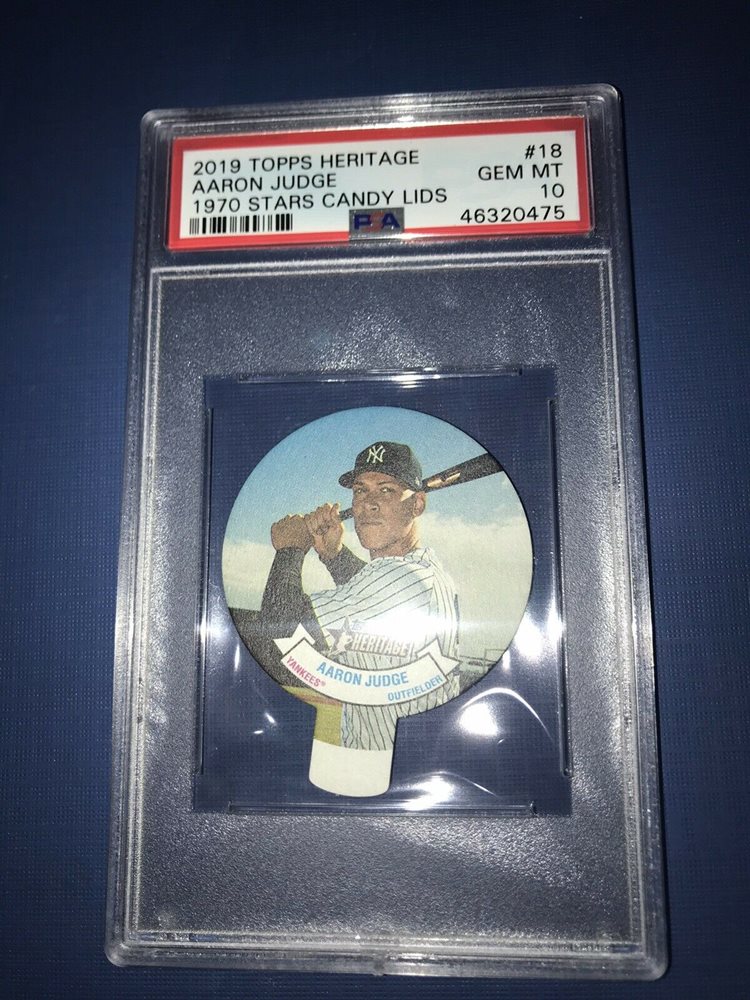 2019 TOPPS HERITAGE #18
AARON JUDGE GEM MT
1970 STARS CANDY LIDS 10
PSA 46320475
NY
HERITAGE
AARON JUDGE
YANKEES® OUTFIELDER